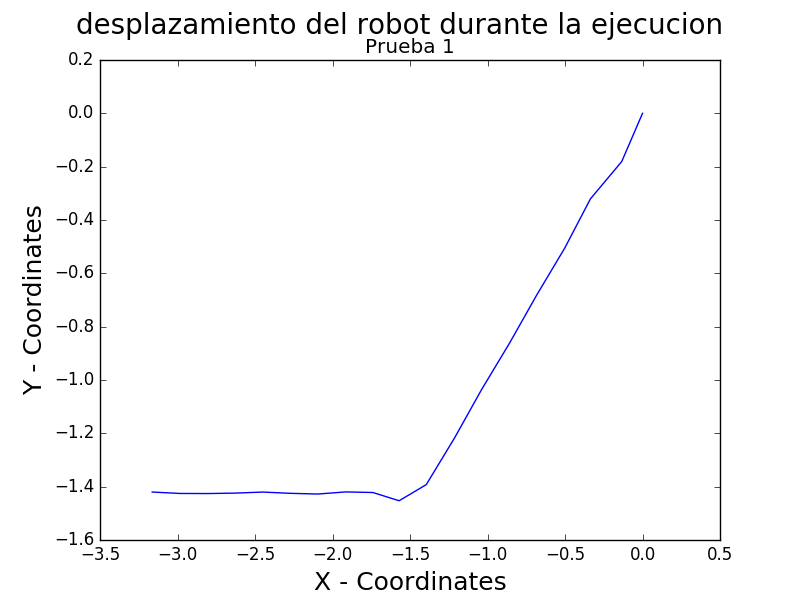 desplazamiento del robot durante la ejecucion
Prueba 1
0.2
0.0
−0.2
−0.4
−0.6
−0.8
−1.0
−1.2
−1.4
−1.6
Y - Coordinates
−3.5 −3.0 −2.5 −2.0 −1.5 −1.0 −0.5 0.0 0.5
X - Coordinates